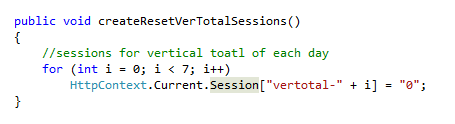 public void createResetVerTotalSessions()
{
    //sessions for vertical toatl of each day
    for (int i = 0; i < 7; i++)
        HttpContext.Current.Session["vertotal-" + i] = "0";
}